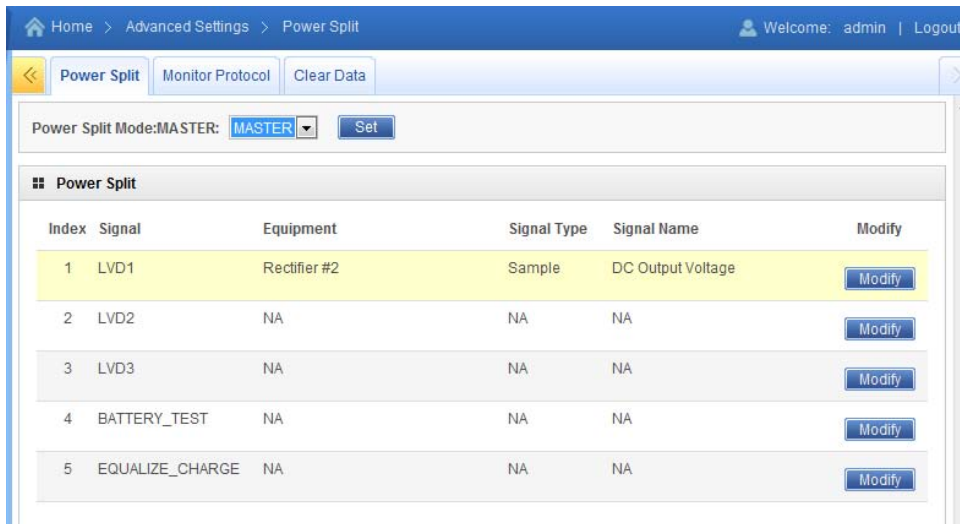 Home > Advanced Settings > Power Split
Welcome: admin | Logout
Power Split Monitor Protocol Clear Data
Power Split Mode:MASTER: MASTER Set
Power Split
Index Signal Equipment Signal Type Signal Name Modify
1 LVD1 Rectifier #2 Sample DC Output Voltage Modify
2 LVD2 NA NA NA Modify
3 LVD3 NA NA NA Modify
4 BATTERY_TEST NA NA NA Modify
5 EQUALIZE_CHARGE NA NA NA Modify